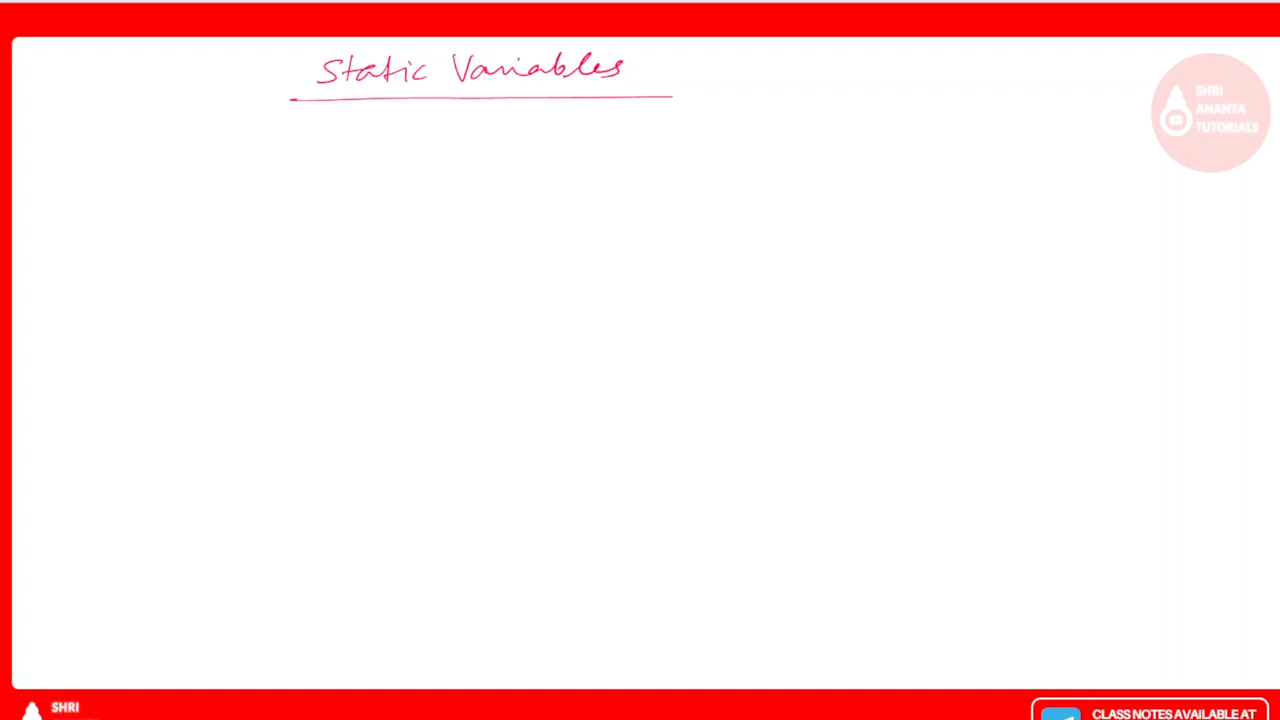 Static Variables
SHRI
ANANTA
TUTORIALS
SHRI
CLASS NOTES AVAILABLE AT